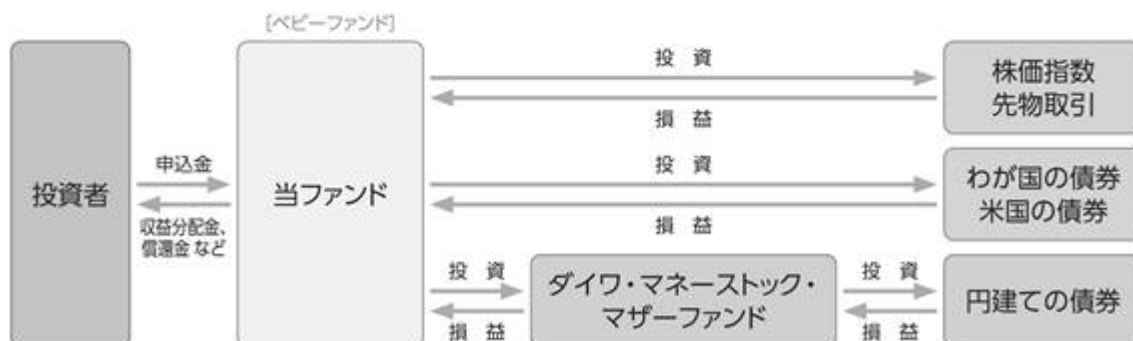 [ベビーファンド]
投資者
申込金
収益分配金、
償還金 など
当ファンド
投 資
損 益
株価指数
先物取引
投 資
損 益
わが国の債券
米国の債券
投 資
損 益
ダイワ・マネーストック・
マザーファンド
投 資
損 益
円建ての債券